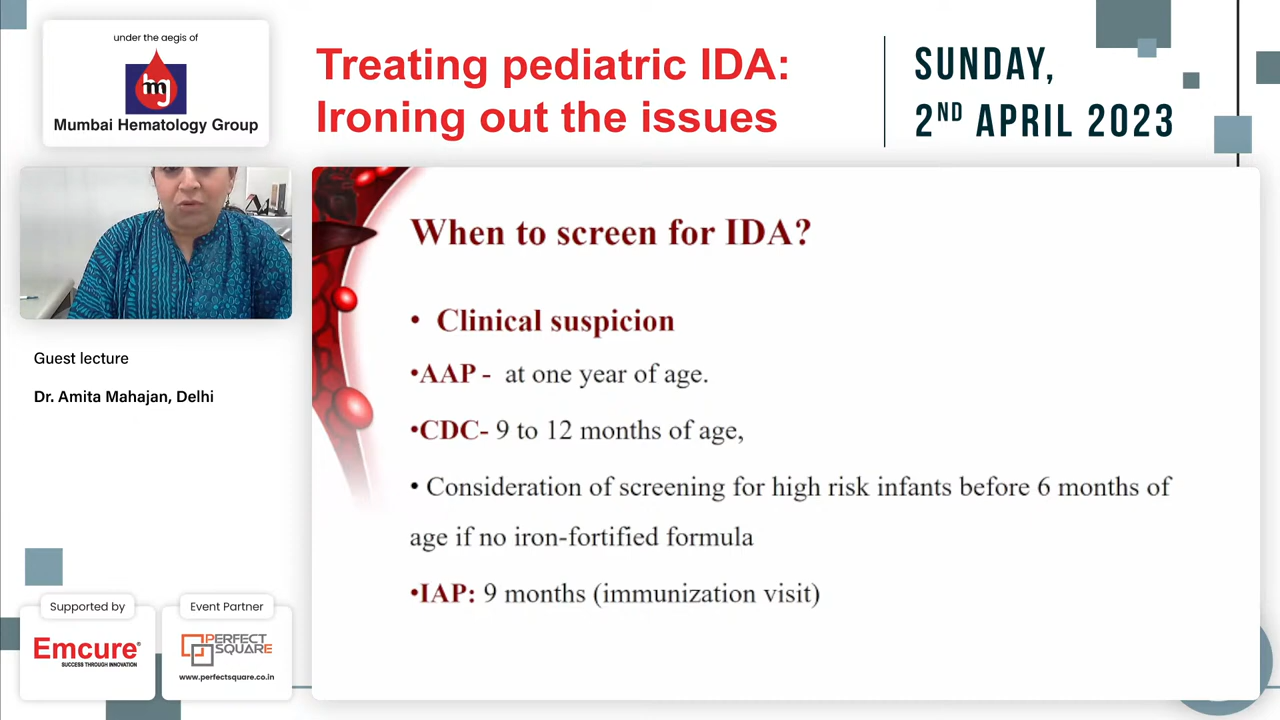 under the aegis of
hmg
Mumbai Hematology Group
Treating pediatric IDA:
Ironing out the issues
SUNDAY,
2ND APRIL 2023
Guest lecture
Dr. Amita Mahajan, Delhi
When to screen for IDA?
• Clinical suspicion
•AAP - at one year of age.
•CDC- 9 to 12 months of age,
• Consideration of screening for high risk infants before 6 months of
age if no iron-fortified formula
•IAP: 9 months (immunization visit)
Supported by
Emcure®
SUCCESS THROUGH INNOVATION
Event Partner
PERFECT
SQUARE
www.perfectsquare.co.in